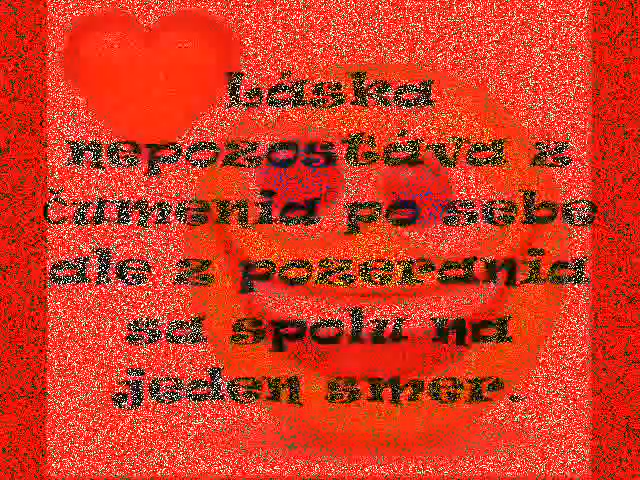 Láska
nepozostáva z
čumenia po sebe
ale z pozerania
sa spolu na
jeden smer.